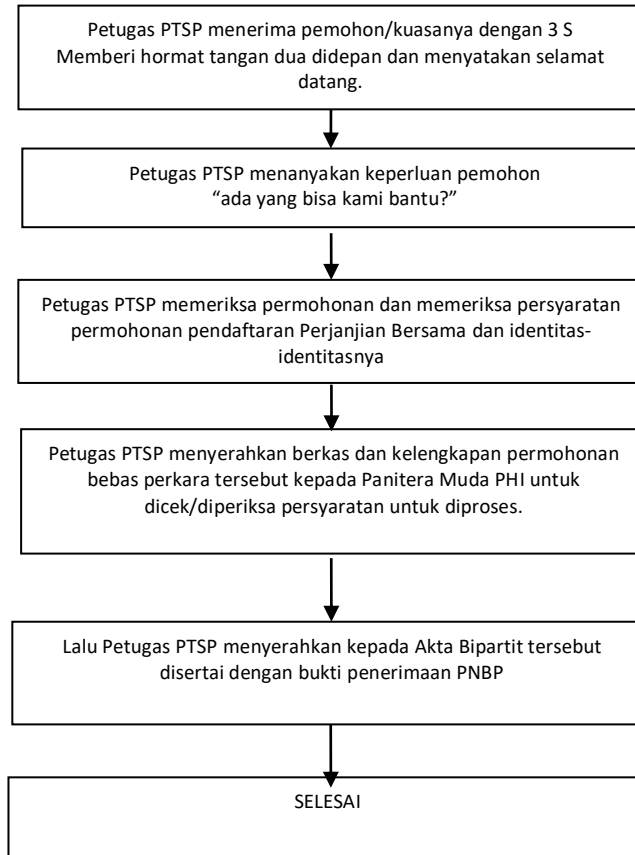 Petugas PTSP menerima pemohon/kuasanya dengan 3 S
Memberi hormat tangan dua didepan dan menyatakan selamat
datang.
Petugas PTSP menanyakan keperluan pemohon
“ada yang bisa kami bantu?”
Petugas PTSP memeriksa permohonan dan memeriksa persyaratan
permohonan pendaftaran Perjanjian Bersama dan identitas-
identitasnya
Petugas PTSP menyerahkan berkas dan kelengkapan permohonan
bebas perkara tersebut kepada Panitera Muda PHI untuk
dicek/diperiksa persyaratan untuk diproses.
Lalu Petugas PTSP menyerahkan kepada Akta Bipartit tersebut
disertai dengan bukti penerimaan PNBP
SELESAI